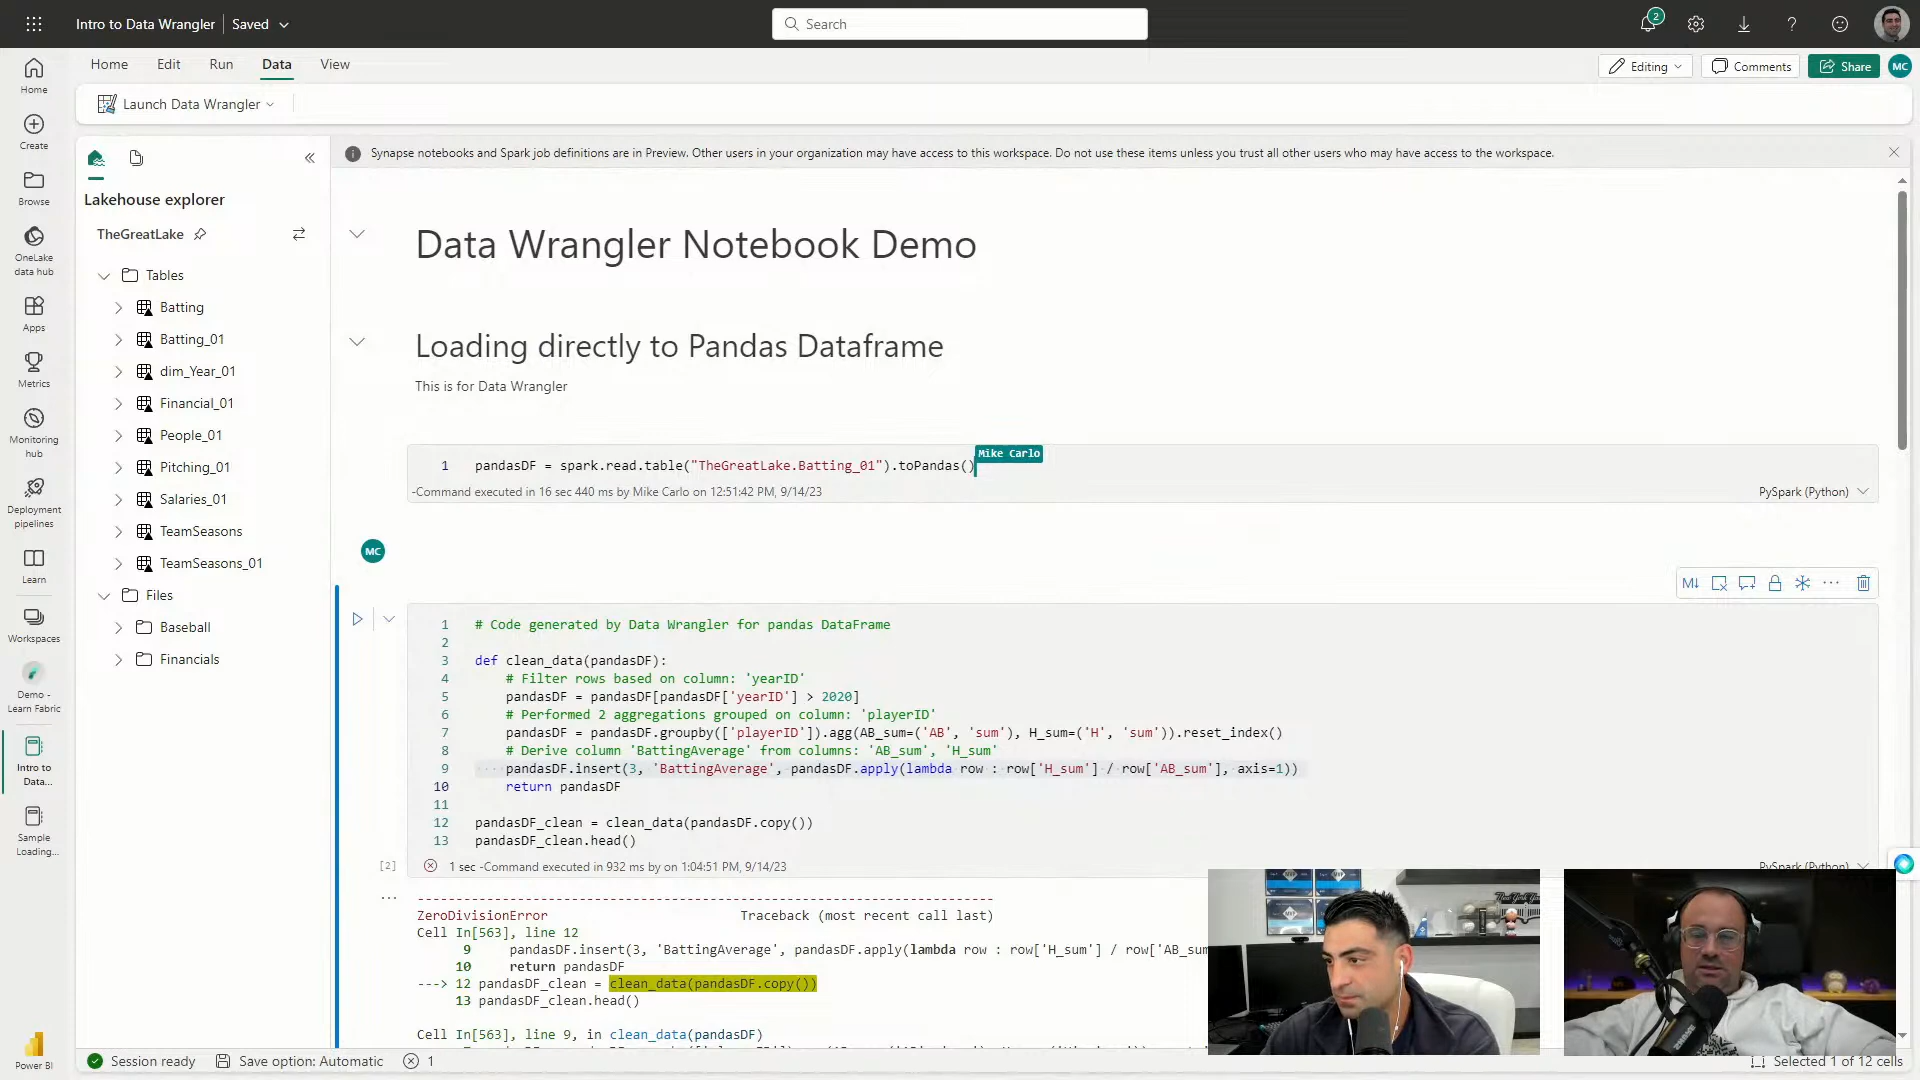 Intro to Data Wrangler | Saved
Search
2
Home Edit Run Data View
Editing Comments Share MC
Launch Data Wrangler
Home
Create
Browse
OneLake
data hub
Apps
Metrics
Monitoring
hub
Deployment
pipelines
Learn
Workspaces
Demo -
Learn Fabric
Intro to
Data...
Sample
Loading...
Power BI
Lakehouse explorer
TheGreatLake
Tables
Batting
Batting_01
dim_Year_01
Financial_01
People_01
Pitching_01
Salaries_01
TeamSeasons
TeamSeasons_01
Files
Baseball
Financials
Synapse notebooks and Spark job definitions are in Preview. Other users in your organization may have access to this workspace. Do not use these items unless you trust all other users who may have access to the workspace.
Data Wrangler Notebook Demo
Loading directly to Pandas Dataframe
This is for Data Wrangler
Mike Carlo
1 pandasDF = spark.read.table("TheGreatLake.Batting_01").toPandas()
-Command executed in 16 sec 440 ms by Mike Carlo on 12:51:42 PM, 9/14/23
PySpark (Python)
MC
M↓
1 # Code generated by Data Wrangler for pandas DataFrame
2
3 def clean_data(pandasDF):
4 # Filter rows based on column: 'yearID'
5 pandasDF = pandasDF[pandasDF['yearID'] > 2020]
6 # Performed 2 aggregations grouped on column: 'playerID'
7 pandasDF = pandasDF.groupby(['playerID']).agg(AB_sum=('AB', 'sum'), H_sum=('H', 'sum')).reset_index()
8 # Derive column 'BattingAverage' from columns: 'AB_sum', 'H_sum'
9 pandasDF.insert(3, 'BattingAverage', pandasDF.apply(lambda row : row['H_sum'] / row['AB_sum'], axis=1))
10 return pandasDF
11
12 pandasDF_clean = clean_data(pandasDF.copy())
13 pandasDF_clean.head()
[2] 1 sec -Command executed in 932 ms by on 1:04:51 PM, 9/14/23
PySpark (Python)
---------------------------------------------------------------------------
ZeroDivisionError Traceback (most recent call last)
Cell In[563], line 12
9 pandasDF.insert(3, 'BattingAverage', pandasDF.apply(lambda row : row['H_sum'] / row['AB_sum
10 return pandasDF
---> 12 pandasDF_clean = clean_data(pandasDF.copy())
13 pandasDF_clean.head()
Cell In[563], line 9, in clean_data(pandasDF)
Session ready Save option: Automatic 1
Selected 1 of 12 cells